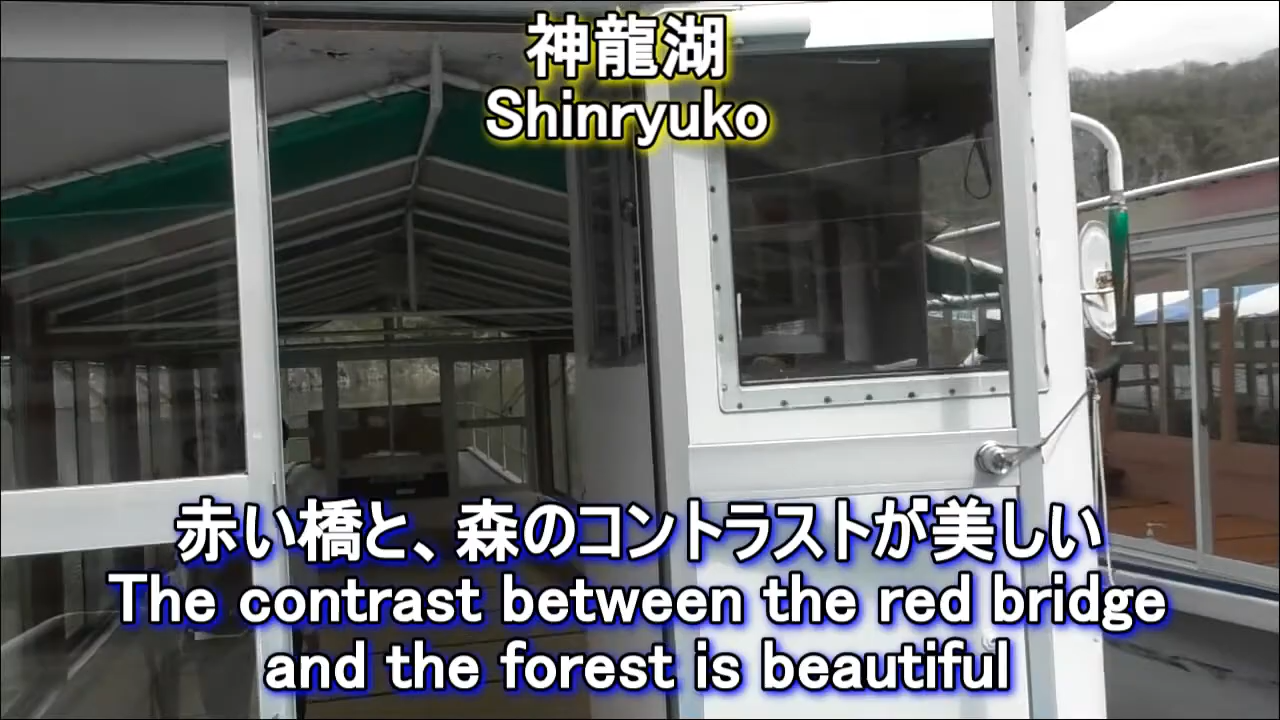 神龍湖
Shinryuko
赤い橋と、森のコントラストが美しい
The contrast between the red bridge
and the forest is beautiful